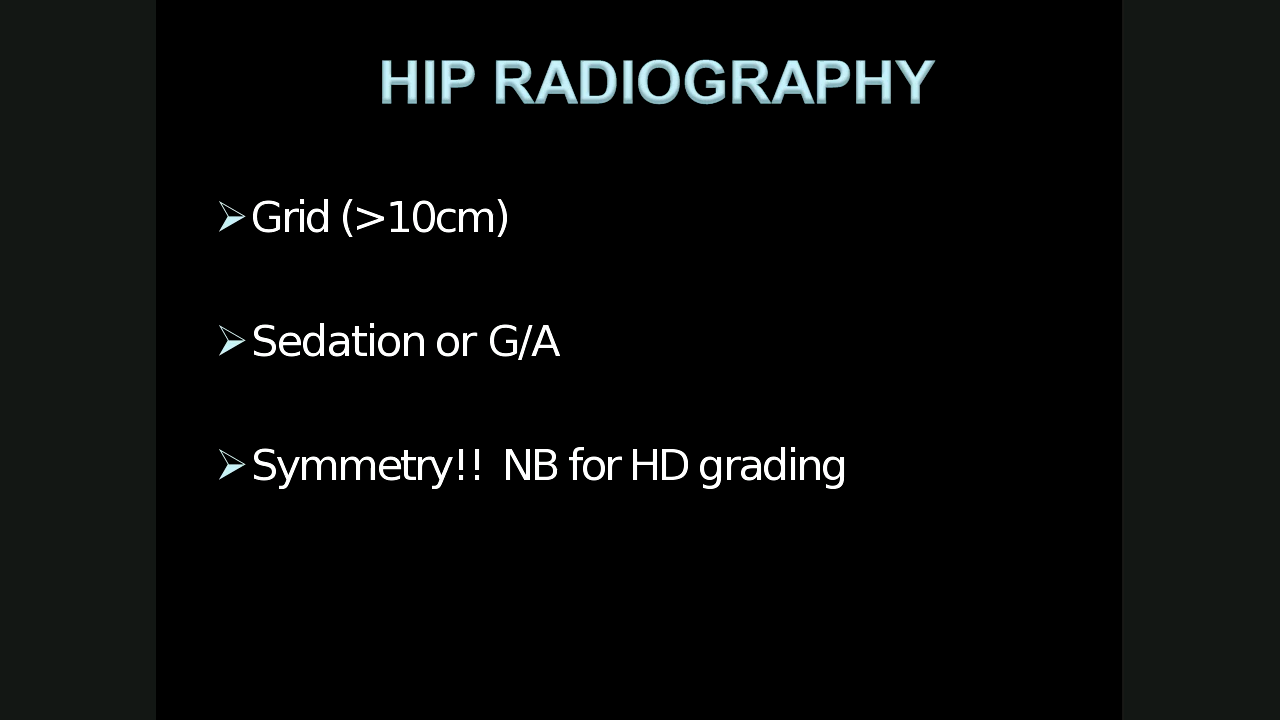 HIP RADIOGRAPHY
➢Grid (>10cm)
➢Sedation or G/A
➢Symmetry!! NB for HD grading